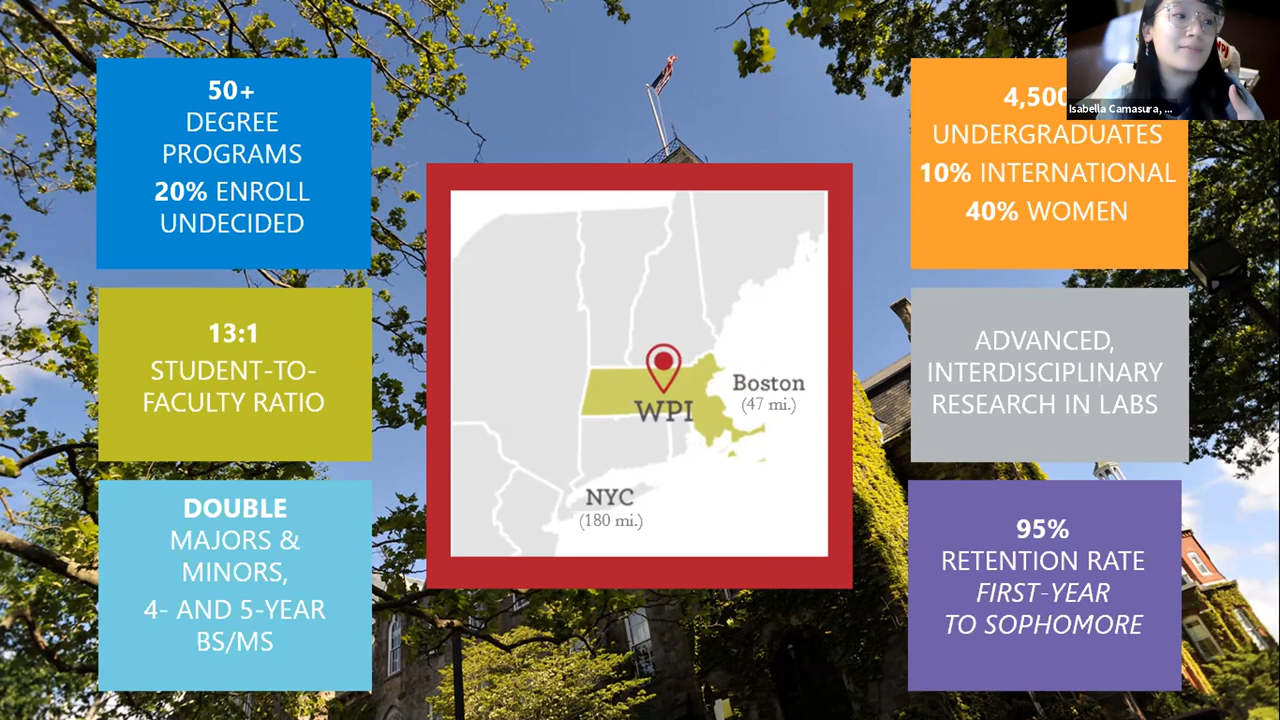 50+
DEGREE
PROGRAMS
20% ENROLL
UNDECIDED
13:1
STUDENT-TO-
FACULTY RATIO
DOUBLE
MAJORS &
MINORS,
4- AND 5-YEAR
BS/MS
WPI
Boston
(47 mi.)
NYC
(180 mi.)
Isabella Camasura, ...
4,500
UNDERGRADUATES
10% INTERNATIONAL
40% WOMEN
ADVANCED,
INTERDISCIPLINARY
RESEARCH IN LABS
95%
RETENTION RATE
FIRST-YEAR
TO SOPHOMORE